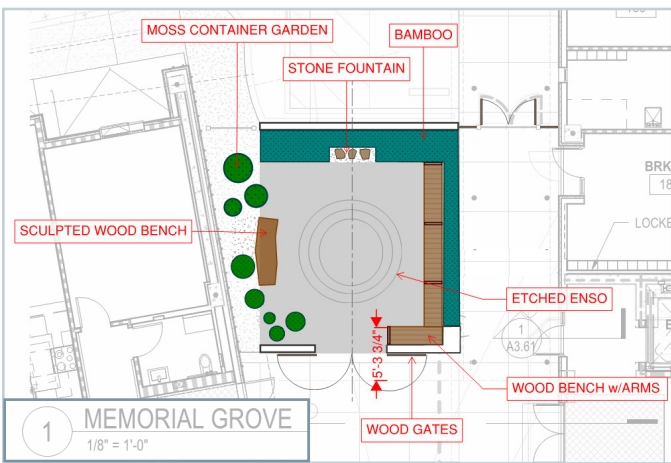 MOSS CONTAINER GARDEN
BAMBOO
STONE FOUNTAIN
BRK
18
LOCKE
SCULPTED WOOD BENCH
ETCHED ENSO
1
A3.61
5'-3 3/4"
WOOD BENCH w/ARMS
WOOD GATES
1
MEMORIAL GROVE
1/8" = 1'-0"